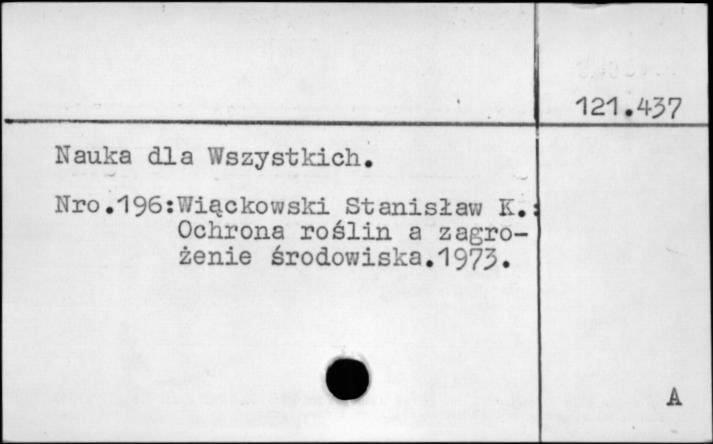 121.437
Nauka dla Wszystkich.
Nro.196:Wiąckowski Stanisław K.:
Ochrona roślin a zagro-
żenie środowiska.1973.
A